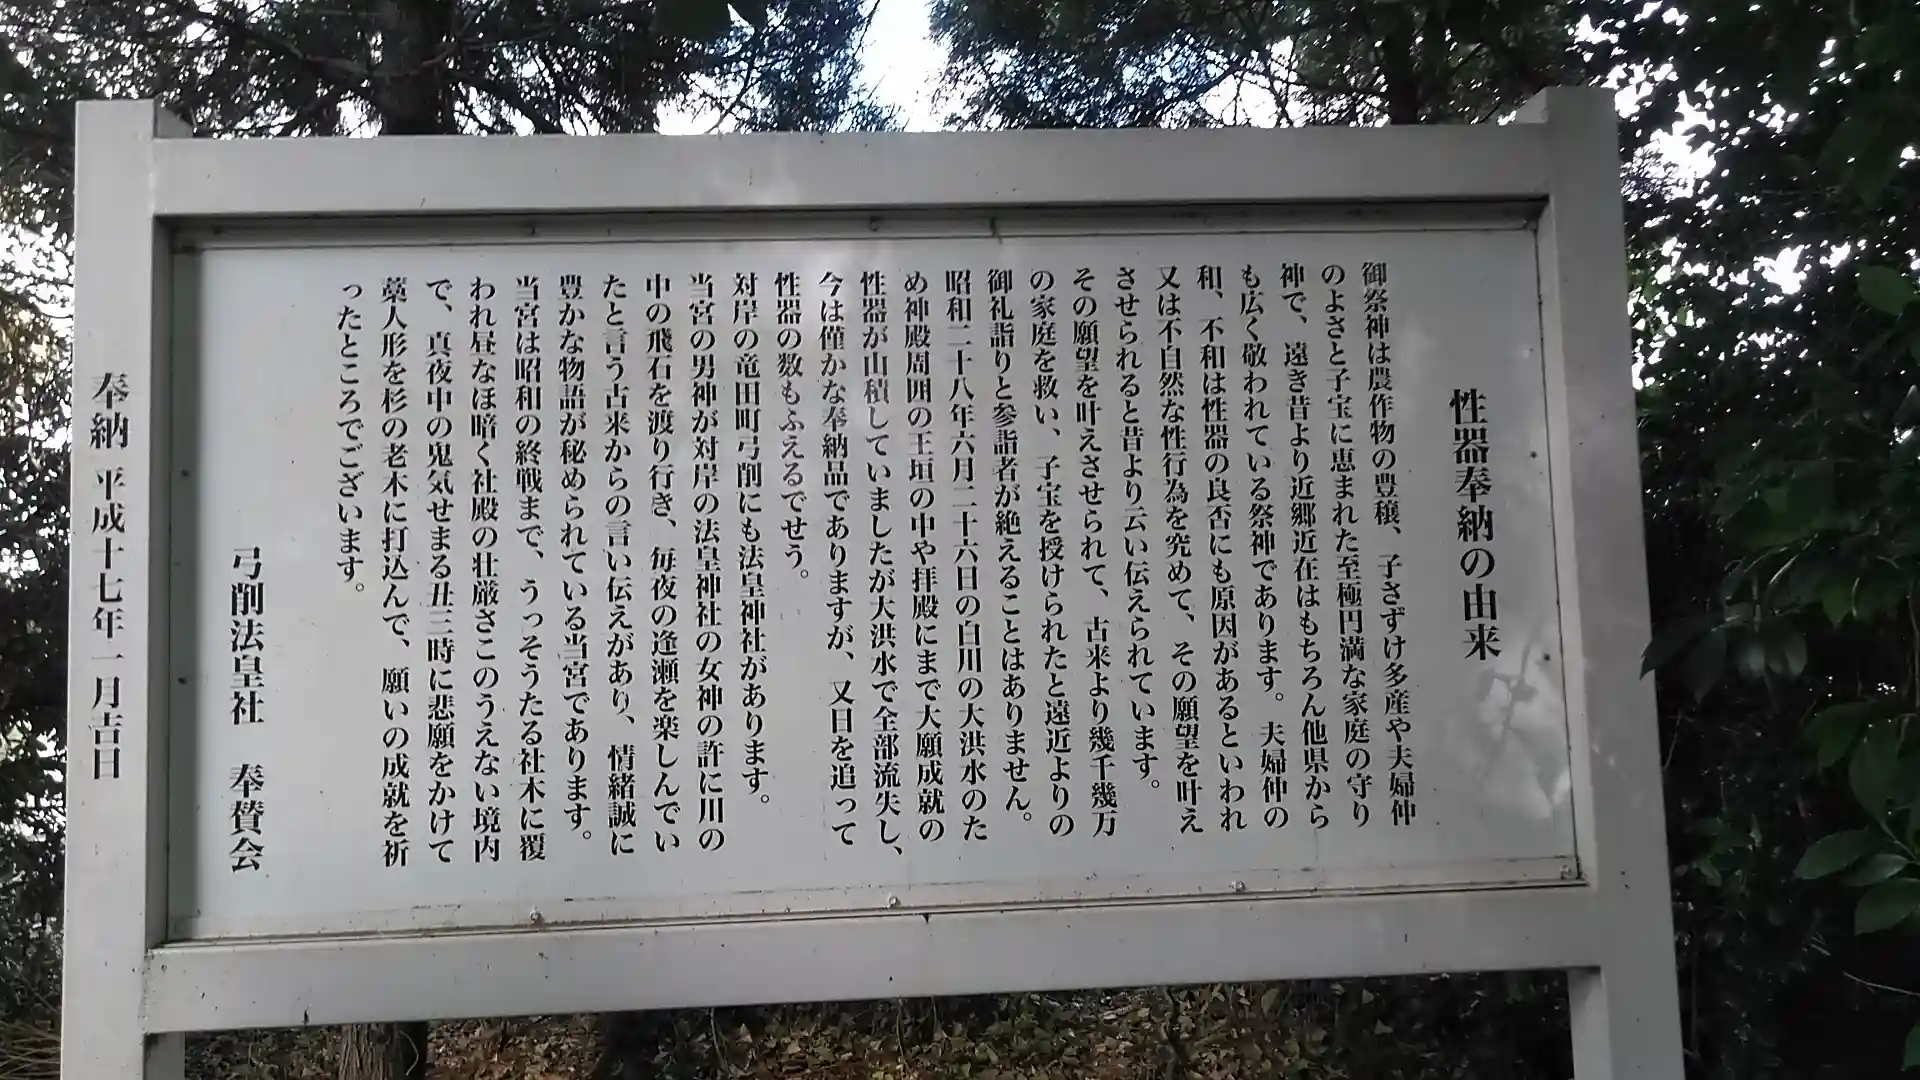 性器奉納の由来
御祭神は農作物の豊穣、子さずけ多産や夫婦仲
のよさと子宝に恵まれた至極円満な家庭の守り
神で、遠き昔より近郷近在はもちろん他県から
も広く敬われている祭神であります。夫婦仲の
和、不和は性器の良否にも原因があるといわれ
又は不自然な性行為を究めて、その願望を叶え
させられると昔より云い伝えられています。
その願望を叶えさせられて、古来より幾千幾万
の家庭を救い、子宝を授けられたと遠近よりの
御礼詣りと参詣者が絶えることはありません。
昭和二十八年六月二十六日の白川の大洪水のた
め神殿周囲の王垣の中や拝殿にまで大願成就の
性器が山積していましたが大洪水で全部流失し、
今は僅かな奉納品でありますが、又日を追って
性器の数もふえるでせう。
対岸の竜田町弓削にも法皇神社があります。
当宮の男神が対岸の法皇神社の女神の許に川の
中の飛石を渡り行き、毎夜の逢瀬を楽しんでい
たと言う古来からの言い伝えがあり、情緒誠に
豊かな物語が秘められている当宮であります。
当宮は昭和の終戦まで、うっそうたる社木に覆
われ昼なほ暗く社殿の壮厳さこのうえない境内
で、真夜中の鬼気せまる丑三時に悲願をかけて
藁人形を杉の老木に打込んで、願いの成就を祈
ったところでございます。
弓削法皇社　奉賛会
奉納 平成十七年一月吉日